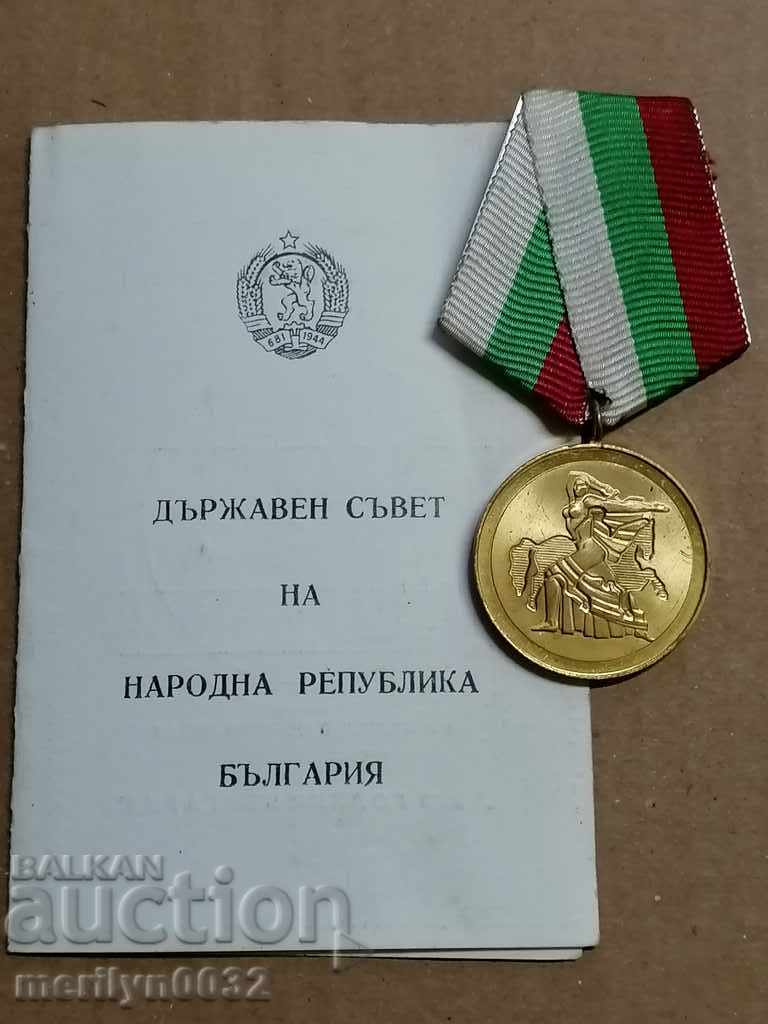 681 1944
ДЪРЖАВЕН СЪВЕТ
НА
НАРОДНА РЕПУБЛИКА
БЪЛГАРИЯ
BALKAN
auction
merilyn0032